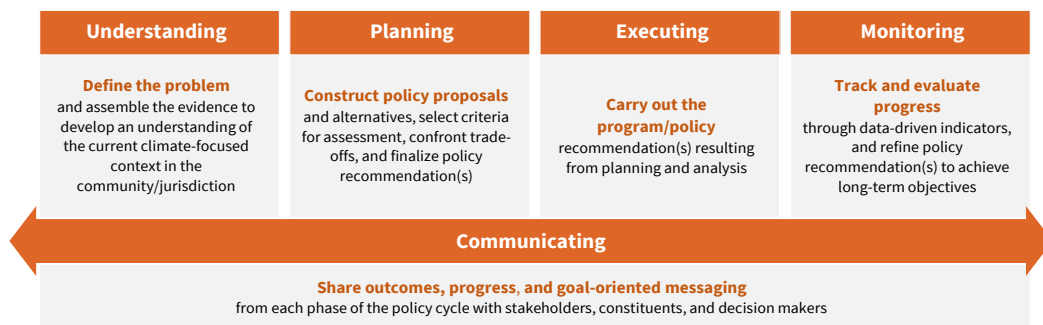 Understanding
Define the problem
and assemble the evidence to
develop an understanding of
the current climate-focused
context in the
community/jurisdiction
Planning
Construct policy proposals
and alternatives, select criteria
for assessment, confront trade-
offs, and finalize policy
recommendation(s)
Executing
Carry out the
program/policy
recommendation(s) resulting
from planning and analysis
Monitoring
Track and evaluate
progress
through data-driven indicators,
and refine policy
recommendation(s) to achieve
long-term objectives
Communicating
Share outcomes, progress, and goal-oriented messaging
from each phase of the policy cycle with stakeholders, constituents, and decision makers